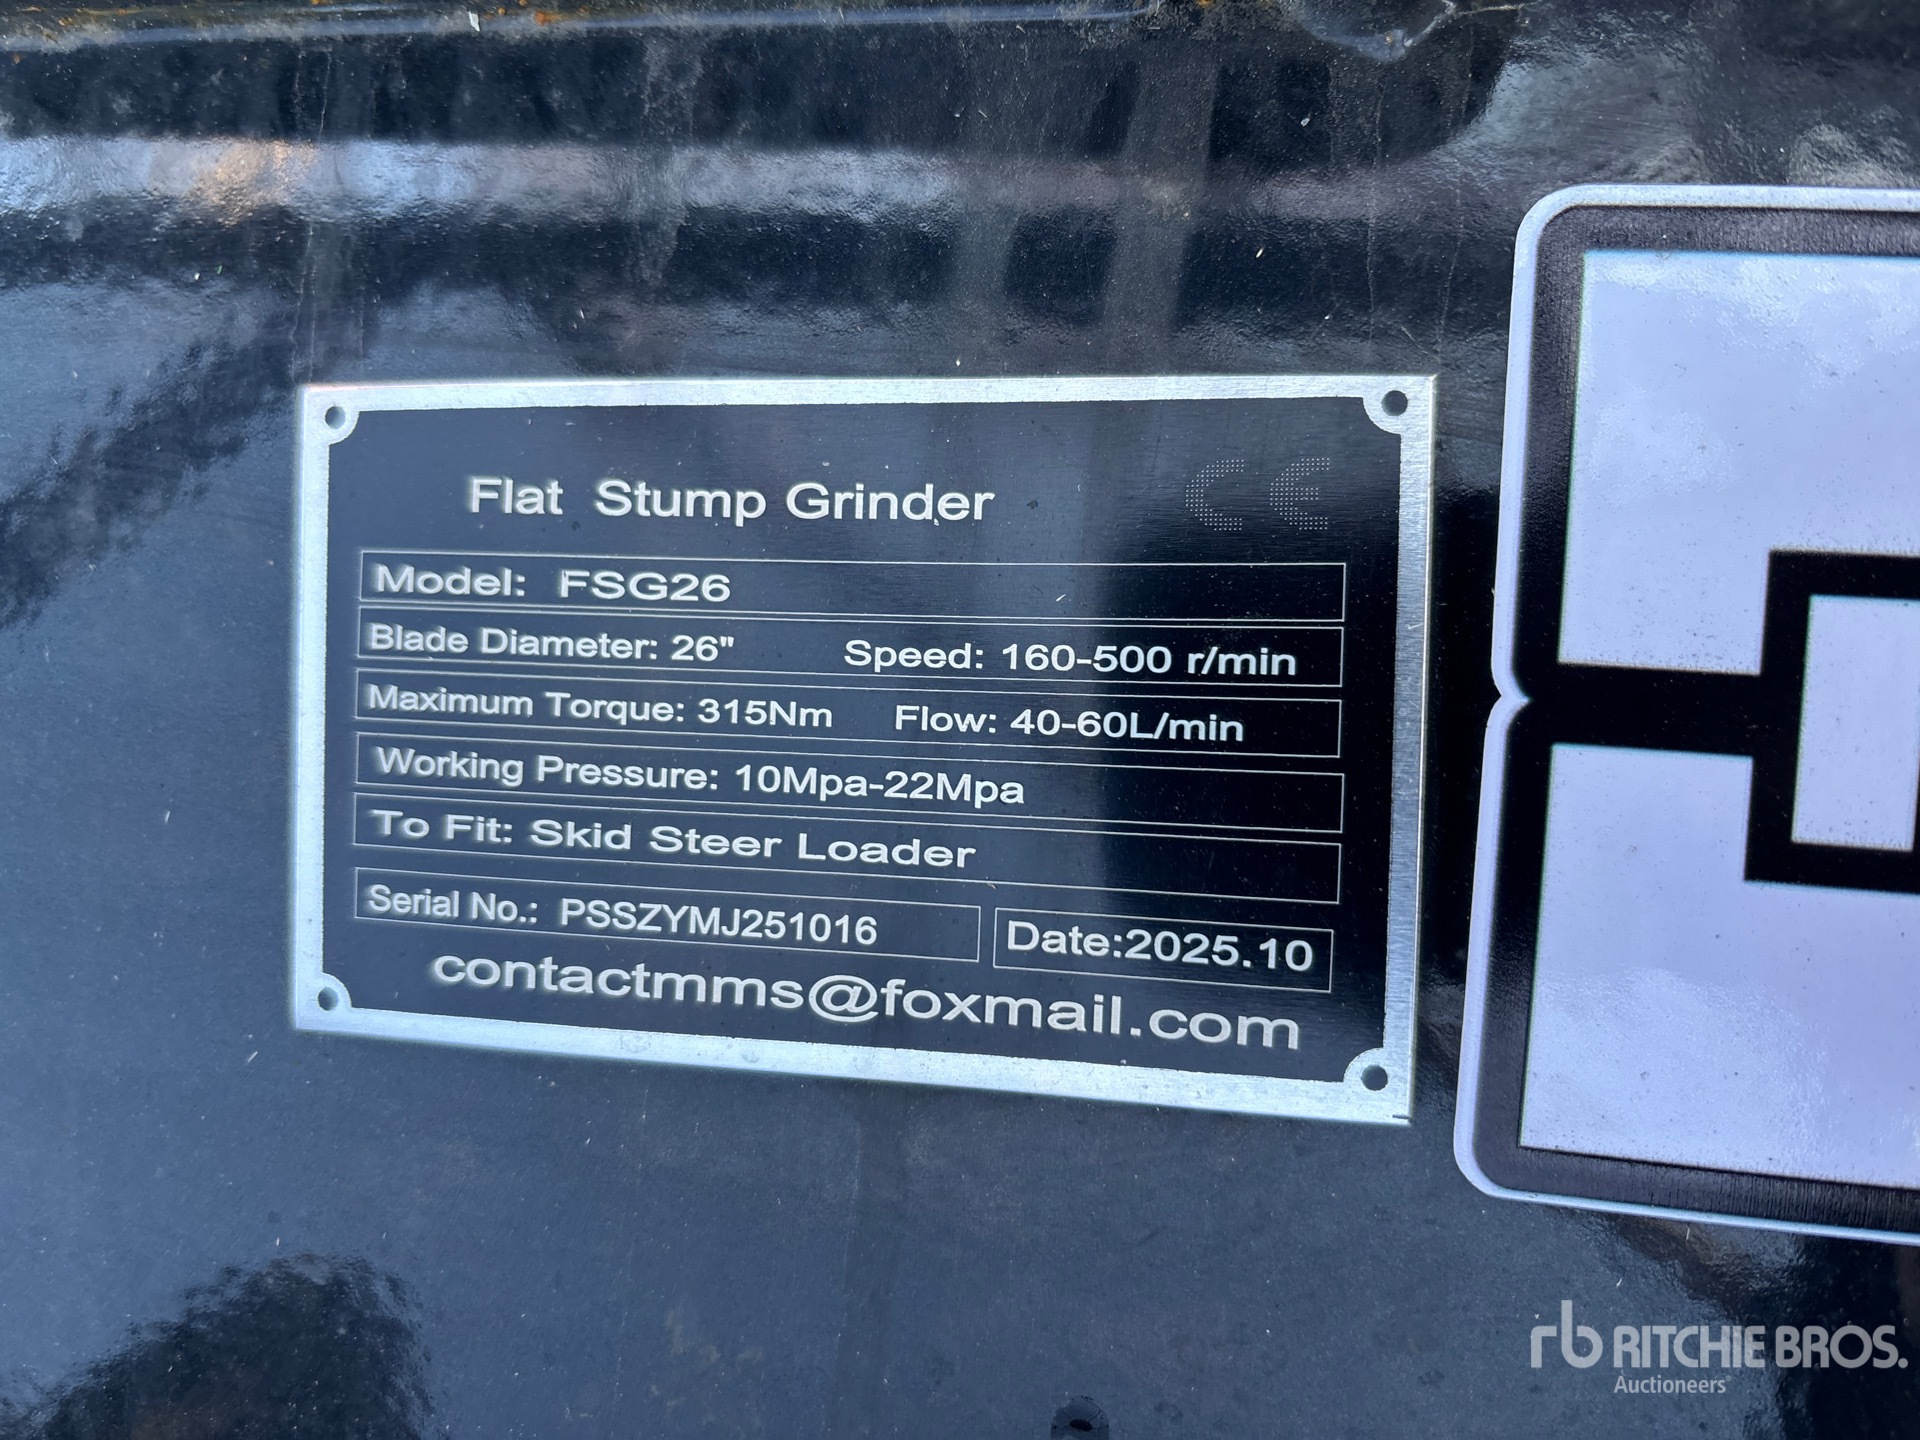 Flat Stump Grinder CE
Model: FSG26
Blade Diameter: 26" Speed: 160-500 r/min
Maximum Torque: 315Nm Flow: 40-60L/min
Working Pressure: 10Mpa-22Mpa
To Fit: Skid Steer Loader
Serial No.: PSSZYMJ251016 Date:2025.10
contactmms@foxmail.com
rb RITCHIE BROS.
Auctioneers